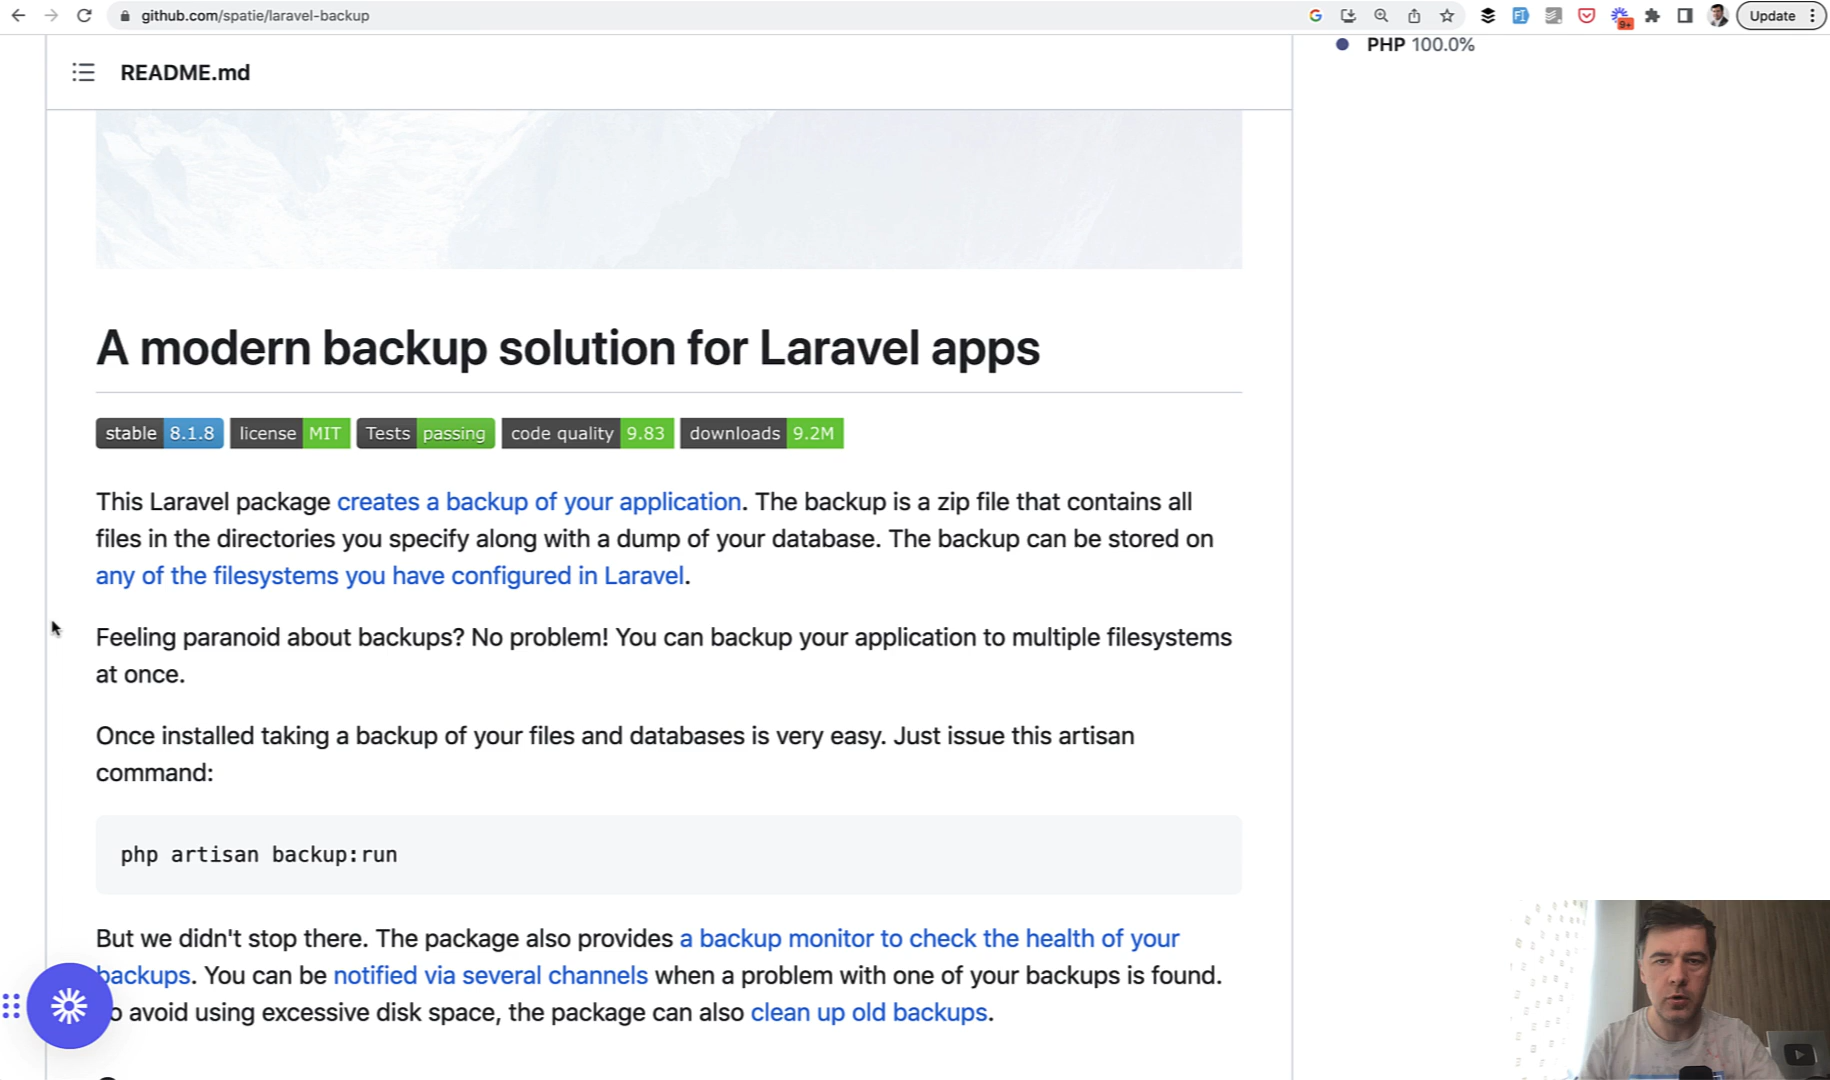 github.com/spatie/laravel-backup
Update
9+
PHP 100.0%
README.md
A modern backup solution for Laravel apps
stable 8.1.8 license MIT Tests passing code quality 9.83 downloads 9.2M
This Laravel package creates a backup of your application. The backup is a zip file that contains all
files in the directories you specify along with a dump of your database. The backup can be stored on
any of the filesystems you have configured in Laravel.
Feeling paranoid about backups? No problem! You can backup your application to multiple filesystems
at once.
Once installed taking a backup of your files and databases is very easy. Just issue this artisan
command:
php artisan backup:run
But we didn't stop there. The package also provides a backup monitor to check the health of your
backups. You can be notified via several channels when a problem with one of your backups is found.
o avoid using excessive disk space, the package can also clean up old backups.